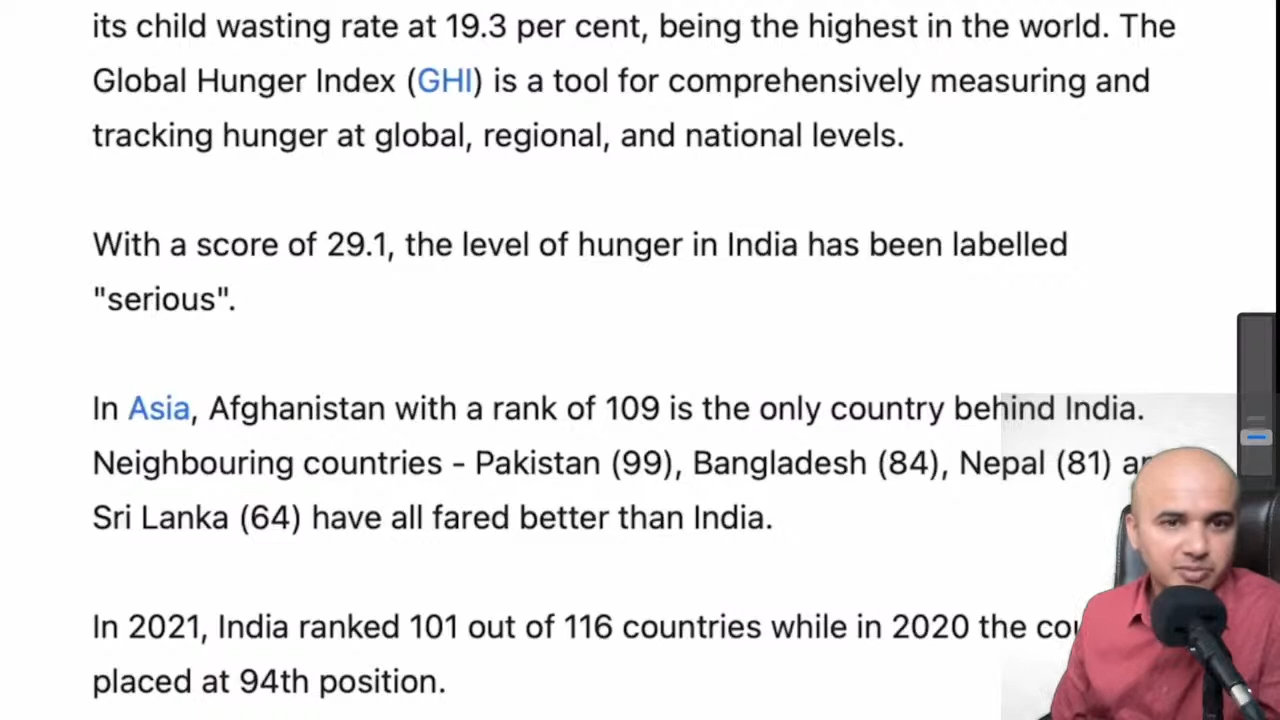 its child wasting rate at 19.3 per cent, being the highest in the world. The
Global Hunger Index (GHI) is a tool for comprehensively measuring and
tracking hunger at global, regional, and national levels.
With a score of 29.1, the level of hunger in India has been labelled
"serious".
In Asia, Afghanistan with a rank of 109 is the only country behind India.
Neighbouring countries - Pakistan (99), Bangladesh (84), Nepal (81)
Sri Lanka (64) have all fared better than India.
In 2021, India ranked 101 out of 116 countries while in 2020 the
placed at 94th position.